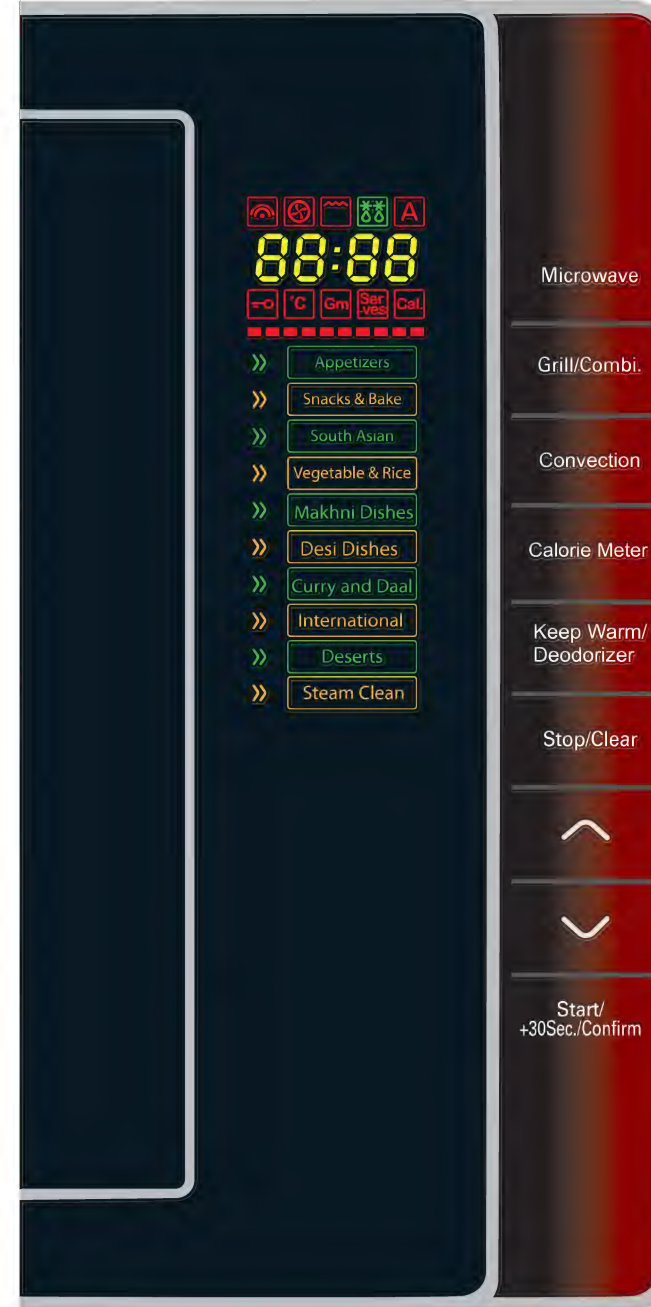 A
88:88
°C
Gm
Ser
-ves
Cal.
Appetizers
Snacks & Bake
South Asian
Vegetable & Rice
Makhni Dishes
Desi Dishes
Curry and Daal
International
Deserts
Steam Clean
Microwave
Grill/Combi.
Convection
Calorie Meter
Keep Warm/
Deodorizer
Stop/Clear
Start/
+30Sec./Confirm